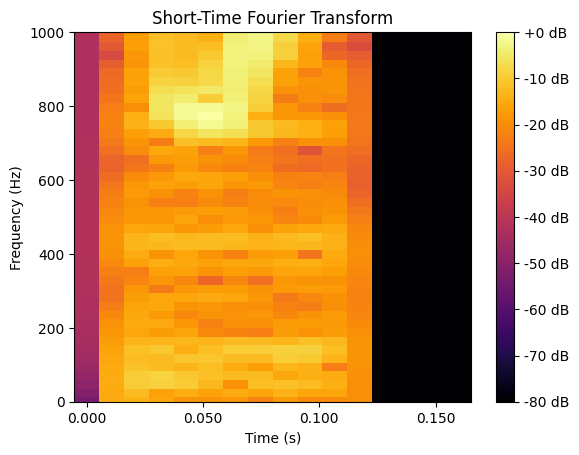 Short-Time Fourier Transform
Frequency (Hz)
1000
800
600
400
200
0
0.000
0.050
0.100
0.150
Time (s)
+0 dB
-10 dB
-20 dB
-30 dB
-40 dB
-50 dB
-60 dB
-70 dB
-80 dB